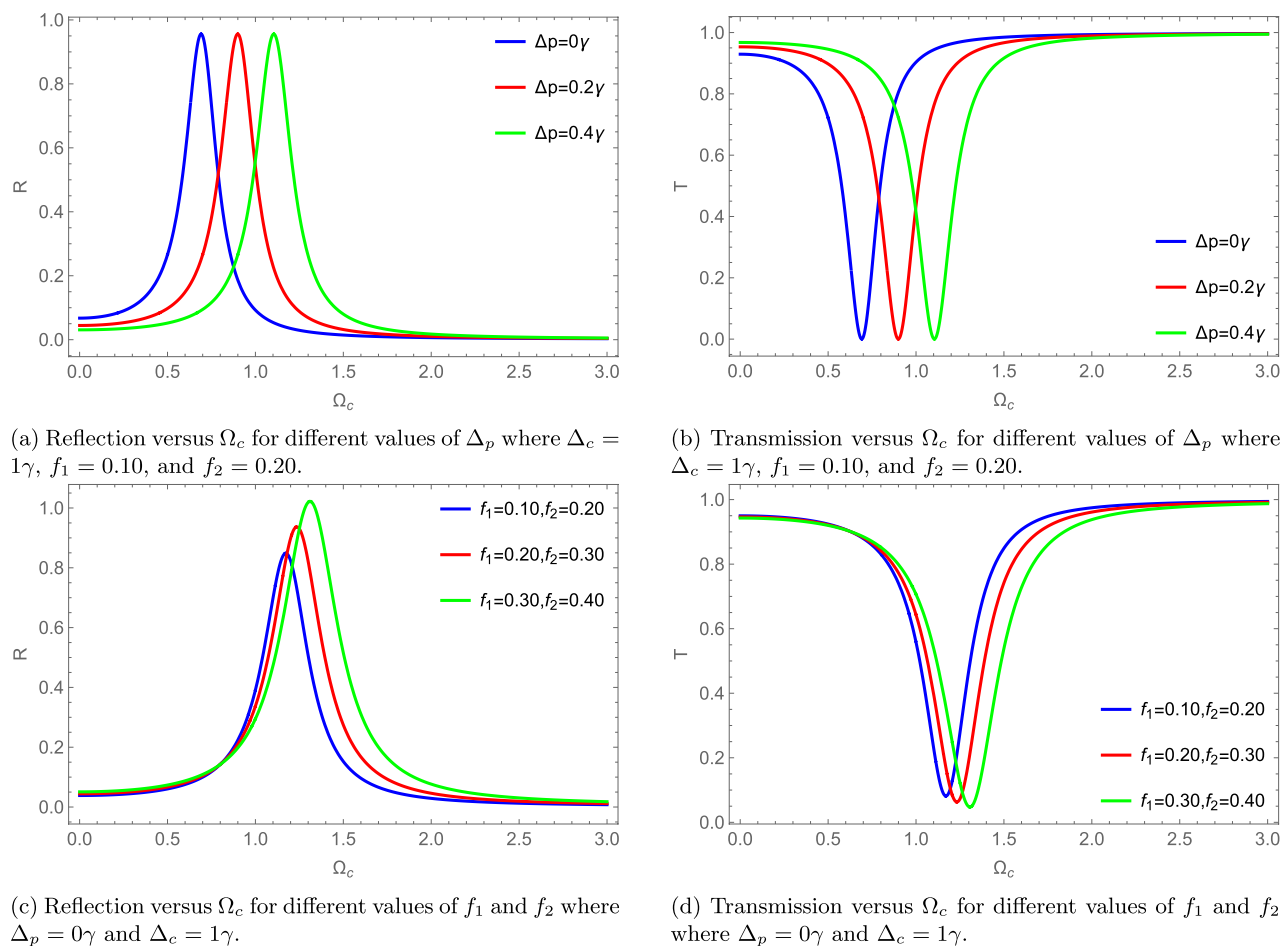 1.0
0.8
0.6
0.4
0.2
0.0
R
0.0 0.5 1.0 1.5 2.0 2.5 3.0
Ωc
Δp=0γ
Δp=0.2γ
Δp=0.4γ
1.0
0.8
0.6
0.4
0.2
0.0
T
0.0 0.5 1.0 1.5 2.0 2.5 3.0
Ωc
Δp=0γ
Δp=0.2γ
Δp=0.4γ
(a) Reflection versus Ωc for different values of Δp where Δc =
1γ, f1 = 0.10, and f2 = 0.20.
(b) Transmission versus Ωc for different values of Δp where
Δc = 1γ, f1 = 0.10, and f2 = 0.20.
1.0
0.8
0.6
0.4
0.2
0.0
R
0.0 0.5 1.0 1.5 2.0 2.5 3.0
Ωc
f1=0.10,f2=0.20
f1=0.20,f2=0.30
f1=0.30,f2=0.40
1.0
0.8
0.6
0.4
0.2
0.0
T
0.0 0.5 1.0 1.5 2.0 2.5 3.0
Ωc
f1=0.10,f2=0.20
f1=0.20,f2=0.30
f1=0.30,f2=0.40
(c) Reflection versus Ωc for different values of f1 and f2 where
Δp = 0γ and Δc = 1γ.
(d) Transmission versus Ωc for different values of f1 and f2
where Δp = 0γ and Δc = 1γ.